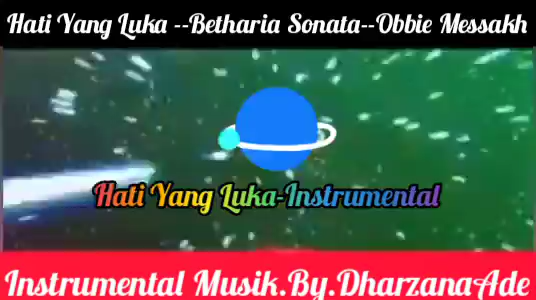 Hati Yang Luka --Betharia Sonata--Obbie Messakh
Hati Yang Luka-Instrumental
Instrumental Musik.By.DharzanaAde